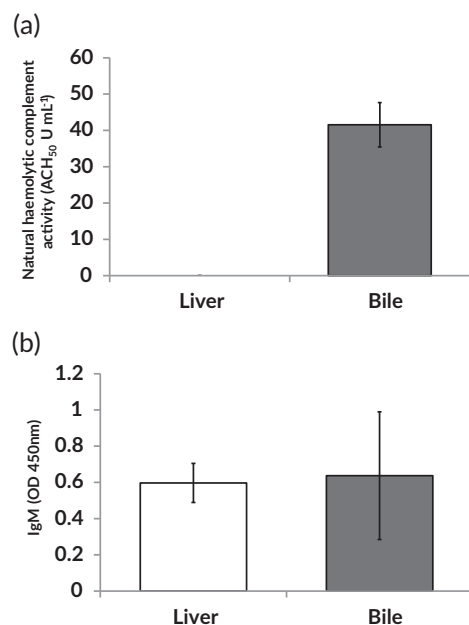 (a)
Natural haemolytic complement
activity (ACH₅₀ U mL⁻¹)
60
50
40
30
20
10
0
Liver Bile
(b)
IgM (OD 450nm)
1.2
1
0.8
0.6
0.4
0.2
0
Liver Bile